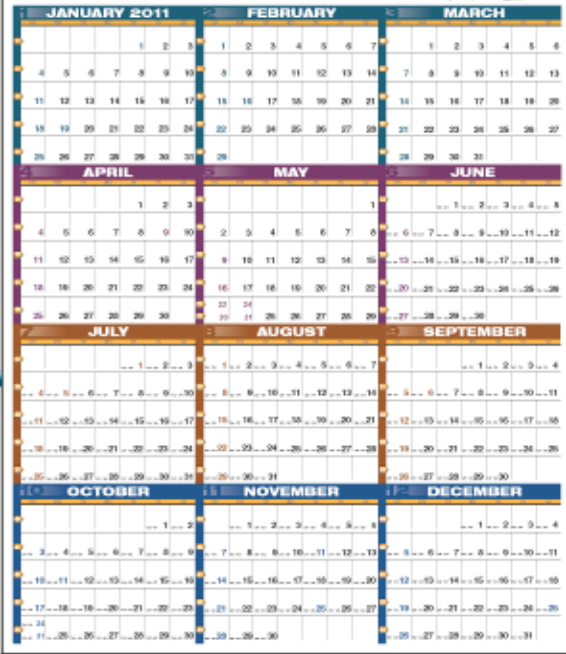 1 JANUARY 2011
1 2 3
4 5 6 7 8 9 10
11 12 13 14 15 16 17
18 19 20 21 22 23 24
25 26 27 28 29 30 31
2 FEBRUARY
1 2 3 4 5 6 7
8 9 10 11 12 13 14
15 16 17 18 19 20 21
22 23 24 25 26 27 28
29
3 MARCH
1 2 3 4 5 6
7 8 9 10 11 12 13
14 15 16 17 18 19 20
21 22 23 24 25 26 27
28 29 30 31
4 APRIL
1 2 3
4 5 6 7 8 9 10
11 12 13 14 15 16 17
18 19 20 21 22 23 24
25 26 27 28 29 30
5 MAY
1
2 3 4 5 6 7 8
9 10 11 12 13 14 15
16 17 18 19 20 21 22
24
31 25 26 27 28 29
6 JUNE
1 2 3 4 5
6 7 8 9 10 11 12
13 14 15 16 17 18 19
20 21 22 23 24 25 26
27 28 29 30
7 JULY
1 2 3
4 5 6 7 8 9 10
11 12 13 14 15 16 17
18 19 20 21 22 23 24
25 26 27 28 29 30 31
8 AUGUST
1 2 3 4 5 6 7
8 9 10 11 12 13 14
15 16 17 18 19 20 21
22 23 24 25 26 27 28
29 30 31
9 SEPTEMBER
1 2 3 4
5 6 7 8 9 10 11
12 13 14 15 16 17 18
19 20 21 22 23 24 25
26 27 28 29 30
10 OCTOBER
1 2
3 4 5 6 7 8 9
10 11 12 13 14 15 16
17 18 19 20 21 22 23
24
31 25 26 27 28 29 30
11 NOVEMBER
1 2 3 4 5 6
7 8 9 10 11 12 13
14 15 16 17 18 19 20
21 22 23 24 25 26 27
28 29 30
12 DECEMBER
1 2 3 4
5 6 7 8 9 10 11
12 13 14 15 16 17 18
19 20 21 22 23 24 25
26 27 28 29 30 31